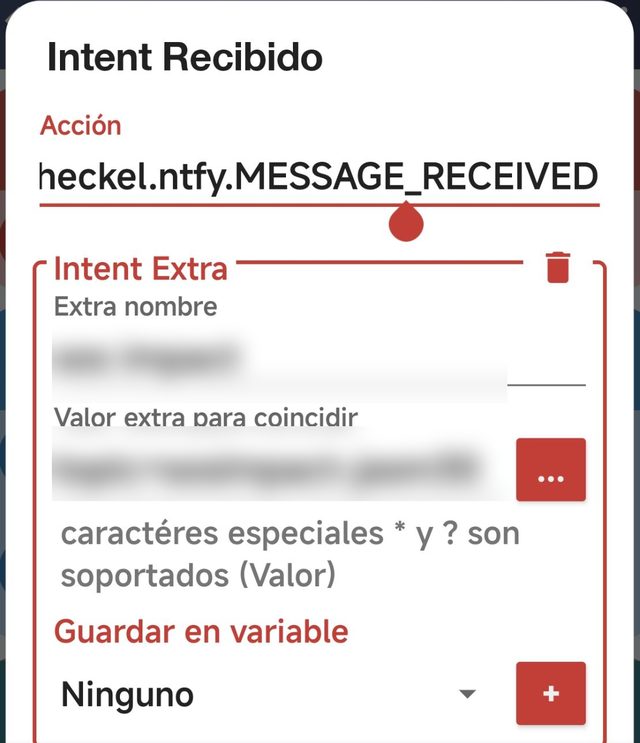 Intent Recibido
Acción
heckel.ntfy.MESSAGE_RECEIVED
Intent Extra
Extra nombre
Valor extra para coincidir
...
caractéres especiales * y ? son
soportados (Valor)
Guardar en variable
Ninguno
+